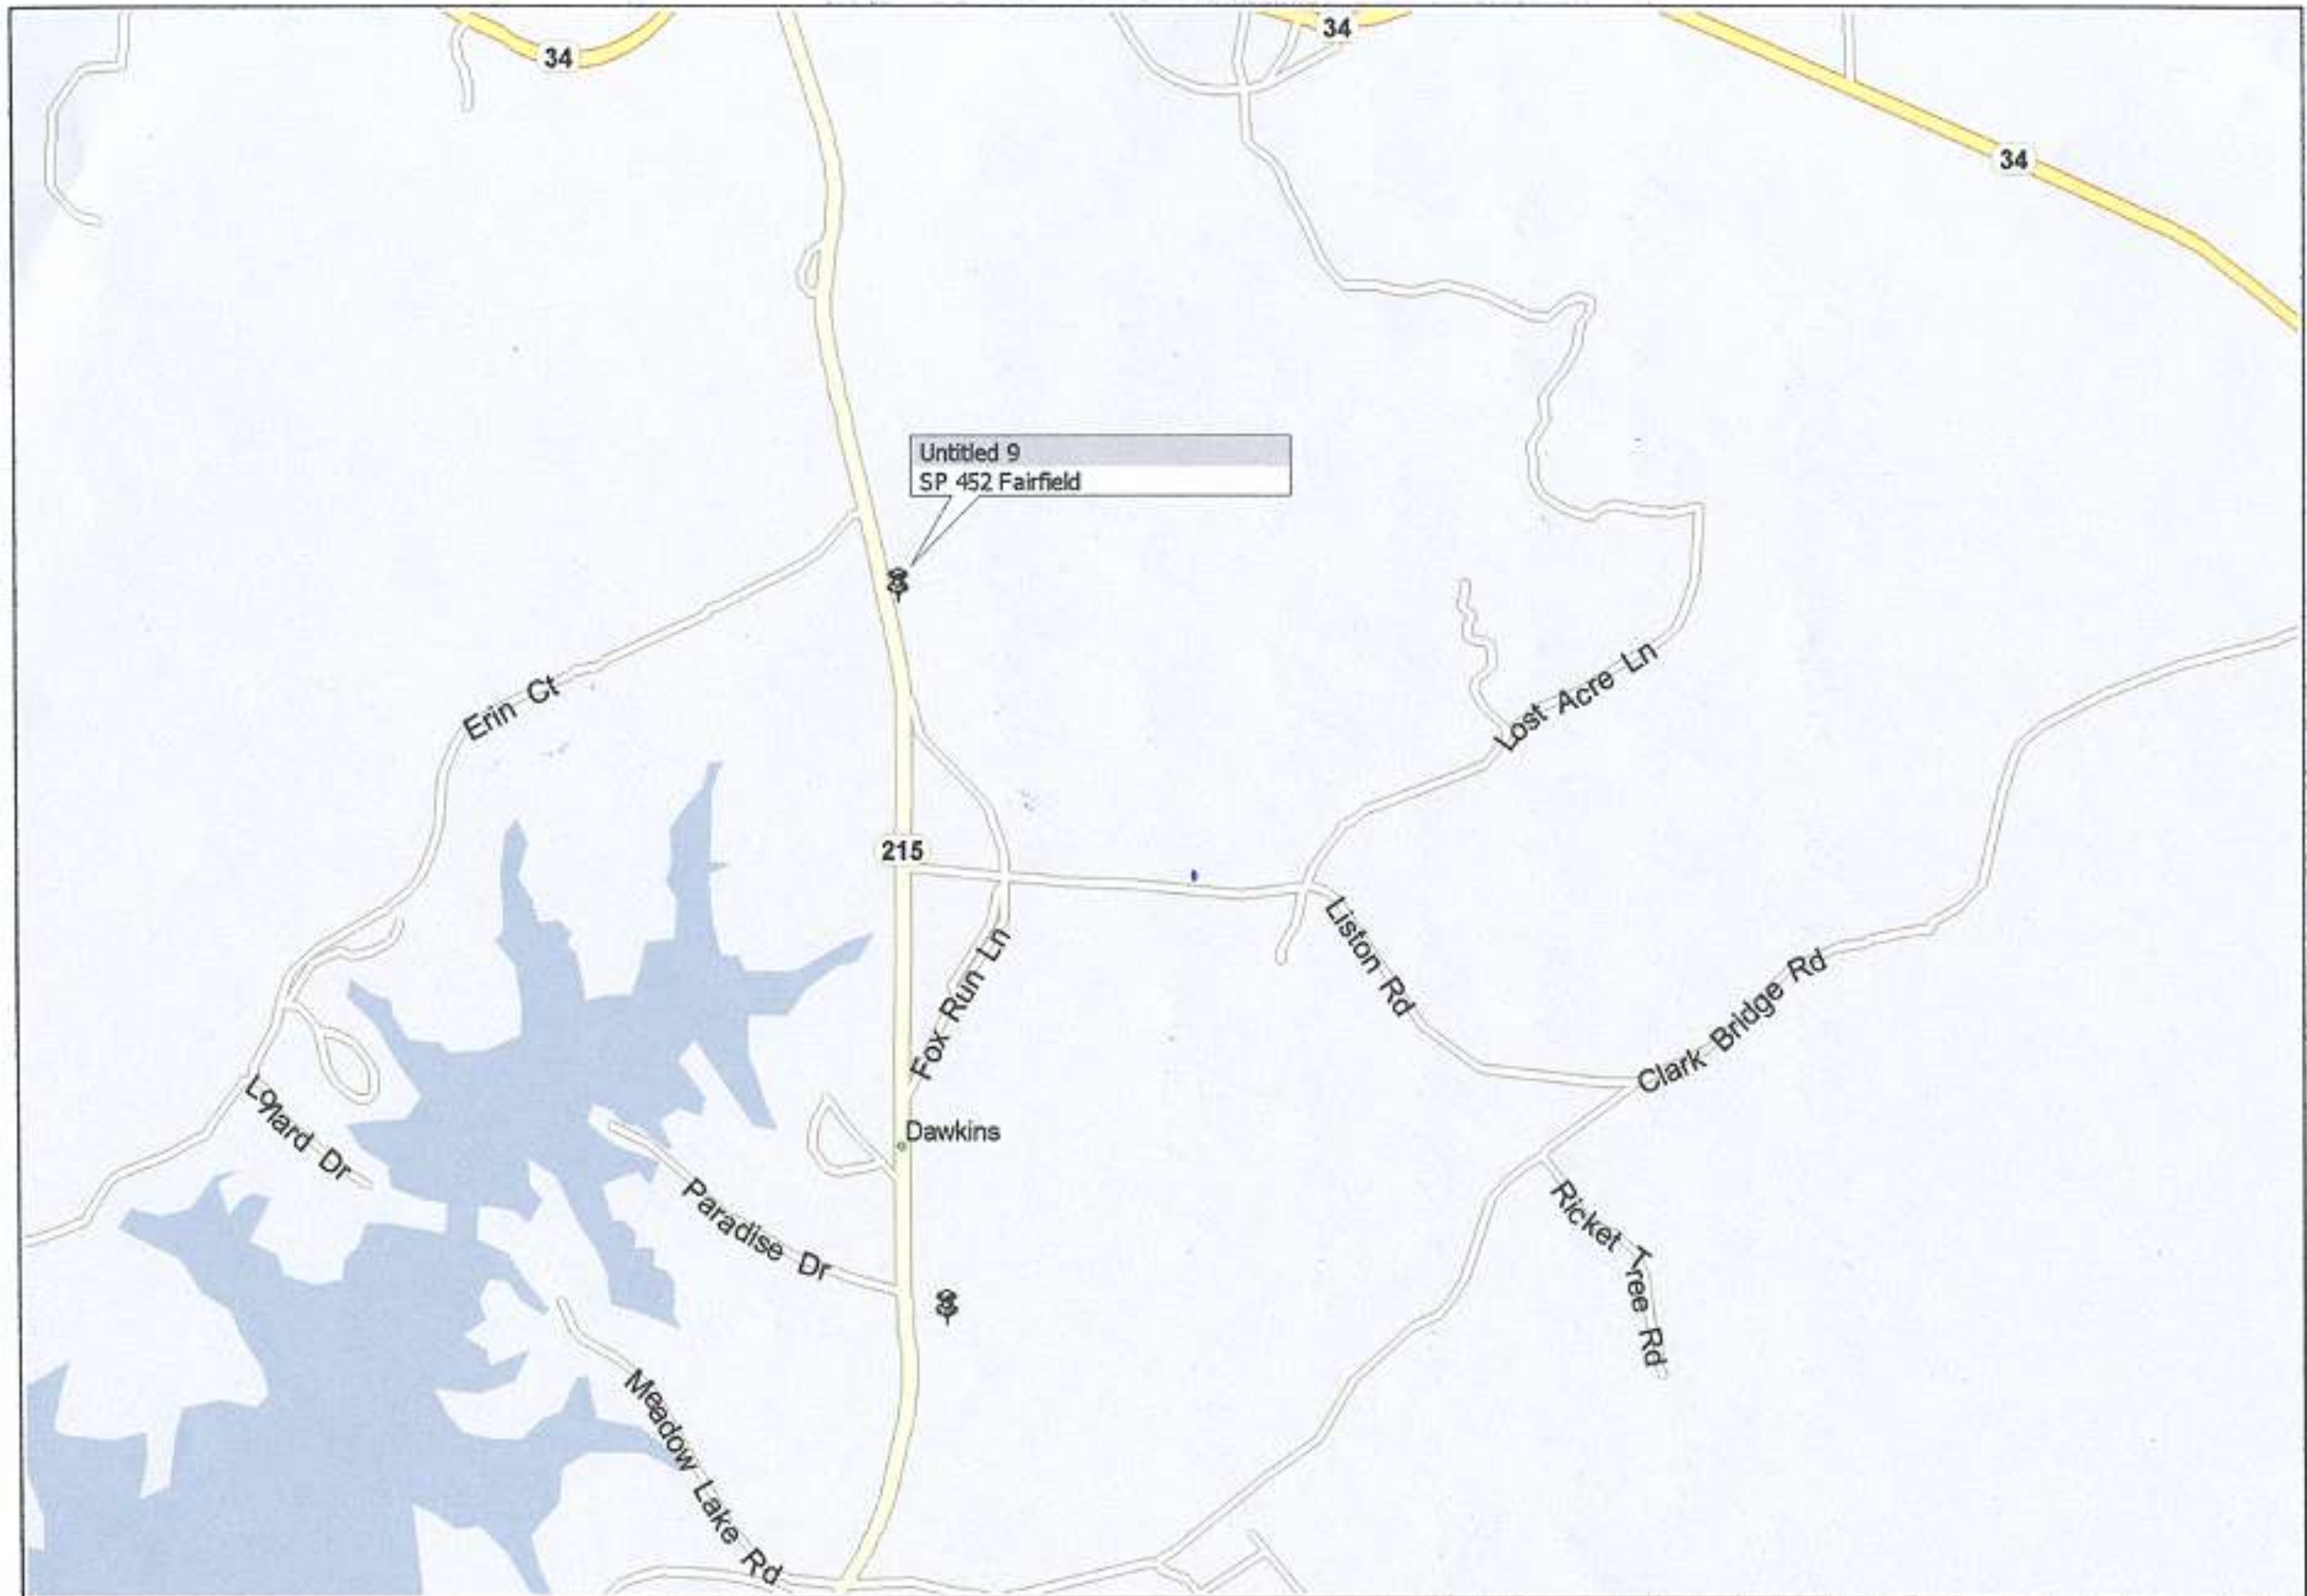 34
34
34
Untitled 9
SP 452 Fairfield
Erin Ct
Lost Acre Ln
215
Liston Rd
Fox Run Ln
Clark Bridge Rd
Dawkins
Paradise Dr
Ricket Tree Rd
Meadow Lake Rd
Dr